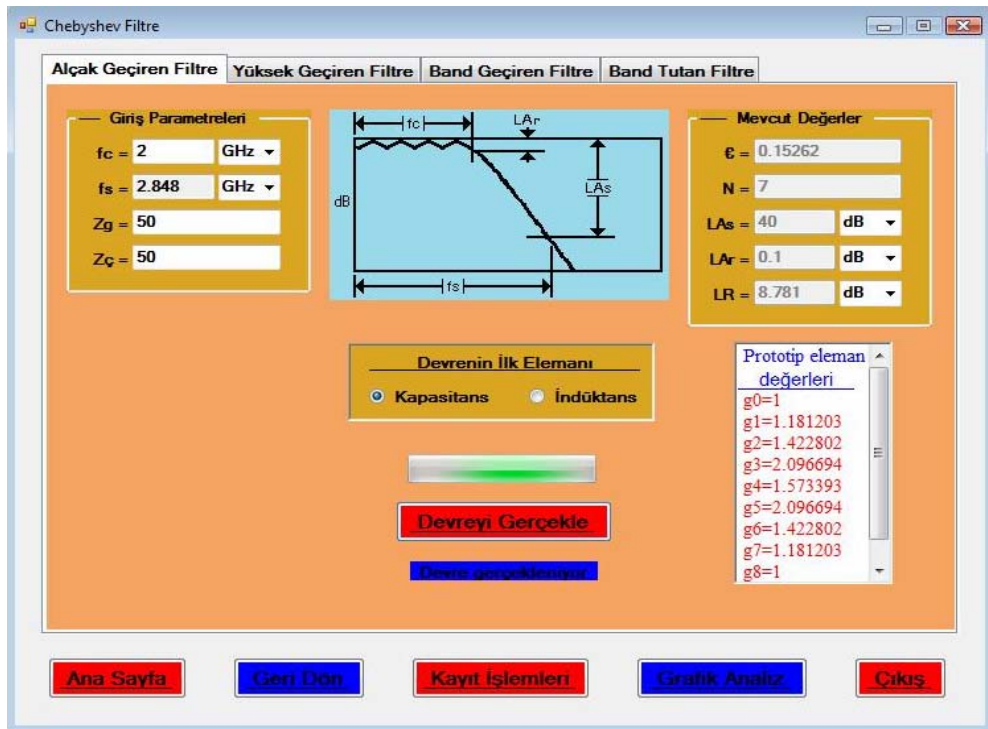 Chebyshev Filtre
Alçak Geçiren Filtre
Yüksek Geçiren Filtre
Band Geçiren Filtre
Band Tutan Filtre
Giriş Parametreleri
fc = 2 GHz
fs = 2.848 GHz
Zg = 50
Zç = 50
fc
LAr
dB
LAs
fs
Mevcut Değerler
€ = 0.15262
N = 7
LAs = 40 dB
LAr = 0.1 dB
LR = 8.781 dB
Devrenin İlk Elemanı
Kapasitans
İndüktans
Devreyi Gerçekle
Devre gerçekleniyor
Prototip eleman
değerleri
g0=1
g1=1.181203
g2=1.422802
g3=2.096694
g4=1.573393
g5=2.096694
g6=1.422802
g7=1.181203
g8=1
Ana Sayfa
Geri Dön
Kayıt İşlemleri
Grafik Analiz
Çıkış